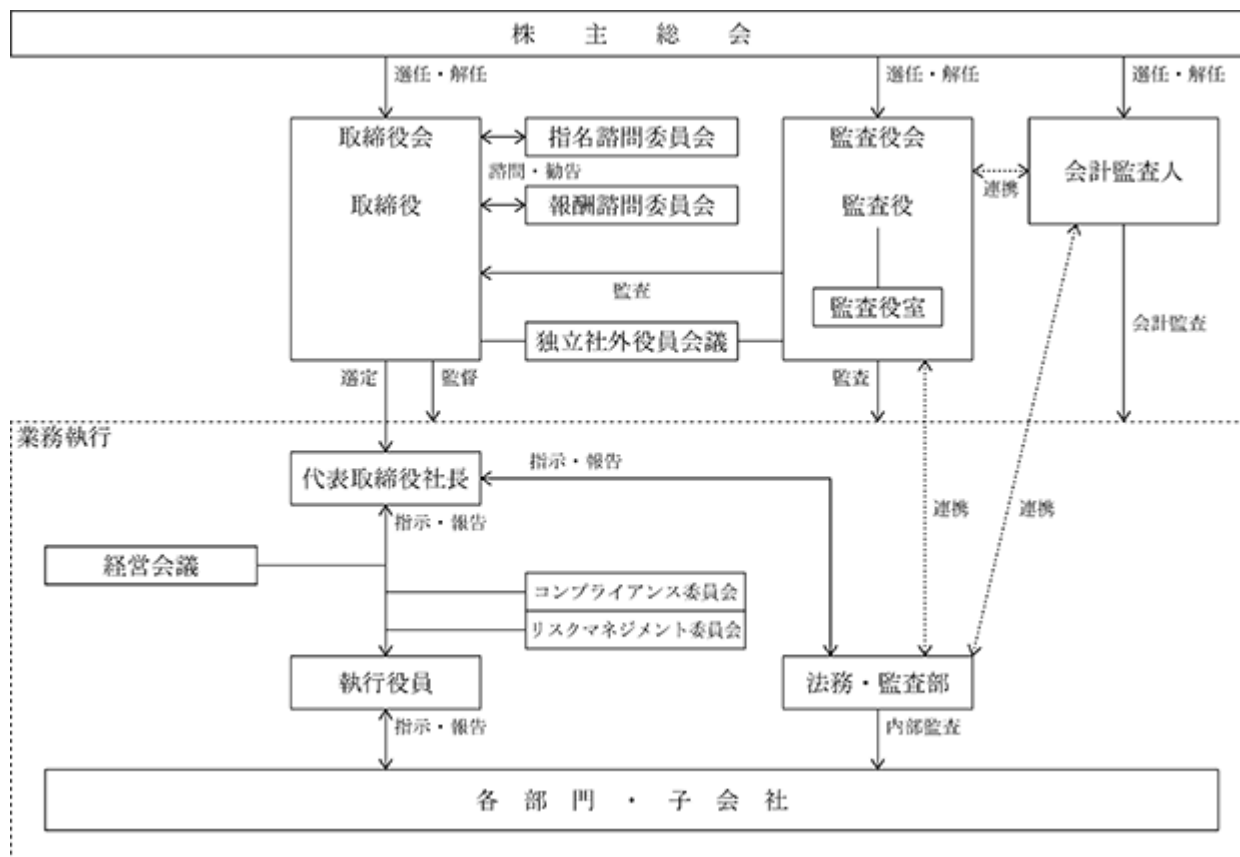 株主総会
選任・解任
選任・解任
選任・解任
取締役会
指名諮問委員会
監査役会
会計監査人
諮問・勧告
連携
取締役
報酬諮問委員会
監査役
監査
監査役室
独立社外役員会議
会計監査
選定
監督
監査
業務執行
代表取締役社長
指示・報告
指示・報告
連携
連携
経営会議
コンプライアンス委員会
リスクマネジメント委員会
執行役員
法務・監査部
指示・報告
内部監査
各部門・子会社